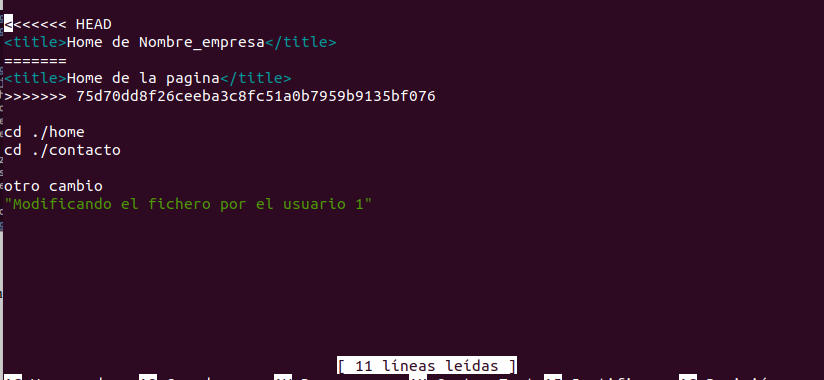 <<<<<<< HEAD
<title>Home de Nombre_empresa</title>
=======
<title>Home de la pagina</title>
>>>>>>> 75d70dd8f26ceeba3c8fc51a0b7959b9135bf076
cd ./home
cd ./contacto
otro cambio
"Modificando el fichero por el usuario 1"
[ 11 líneas leídas ]